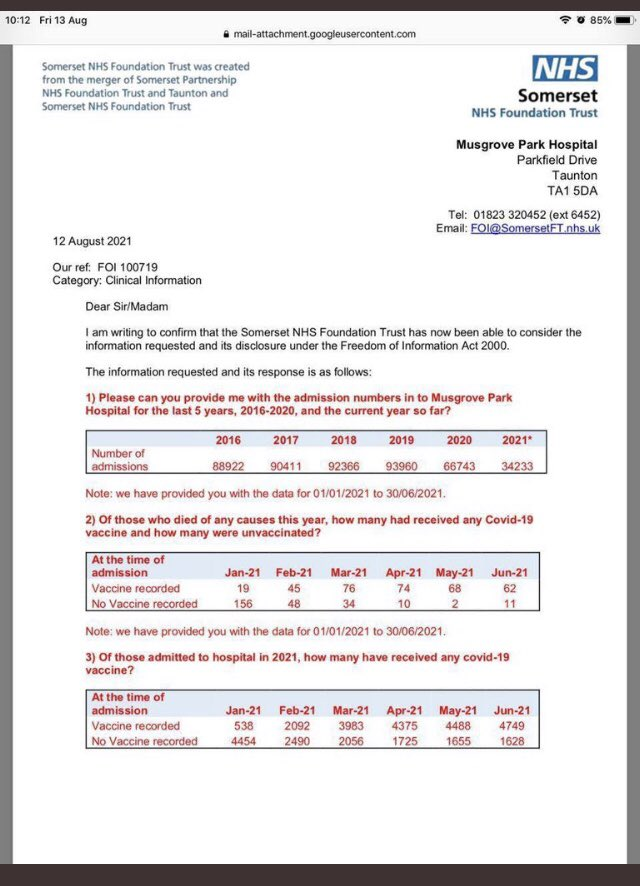 10:12 Fri 13 Aug
85%
mail-attachment.googleusercontent.com
Somerset NHS Foundation Trust was created
from the merger of Somerset Partnership
NHS Foundation Trust and Taunton and
Somerset NHS Foundation Trust
NHS
Somerset
NHS Foundation Trust
Musgrove Park Hospital
Parkfield Drive
Taunton
TA1 5DA
Tel: 01823 320452 (ext 6452)
Email: FOI@SomersetFT.nhs.uk
12 August 2021
Our ref: FOI 100719
Category: Clinical Information
Dear Sir/Madam
I am writing to confirm that the Somerset NHS Foundation Trust has now been able to consider the
information requested and its disclosure under the Freedom of Information Act 2000.
The information requested and its response is as follows:
1) Please can you provide me with the admission numbers in to Musgrove Park
Hospital for the last 5 years, 2016-2020, and the current year so far?
2016 2017 2018 2019 2020 2021*
Number of
admissions 88922 90411 92366 93960 66743 34233
Note: we have provided you with the data for 01/01/2021 to 30/06/2021.
2) Of those who died of any causes this year, how many had received any Covid-19
vaccine and how many were unvaccinated?
At the time of
admission Jan-21 Feb-21 Mar-21 Apr-21 May-21 Jun-21
Vaccine recorded 19 45 76 74 68 62
No Vaccine recorded 156 48 34 10 2 11
Note: we have provided you with the data for 01/01/2021 to 30/06/2021.
3) Of those admitted to hospital in 2021, how many have received any covid-19
vaccine?
At the time of
admission Jan-21 Feb-21 Mar-21 Apr-21 May-21 Jun-21
Vaccine recorded 538 2092 3983 4375 4488 4749
No Vaccine recorded 4454 2490 2056 1725 1655 1628